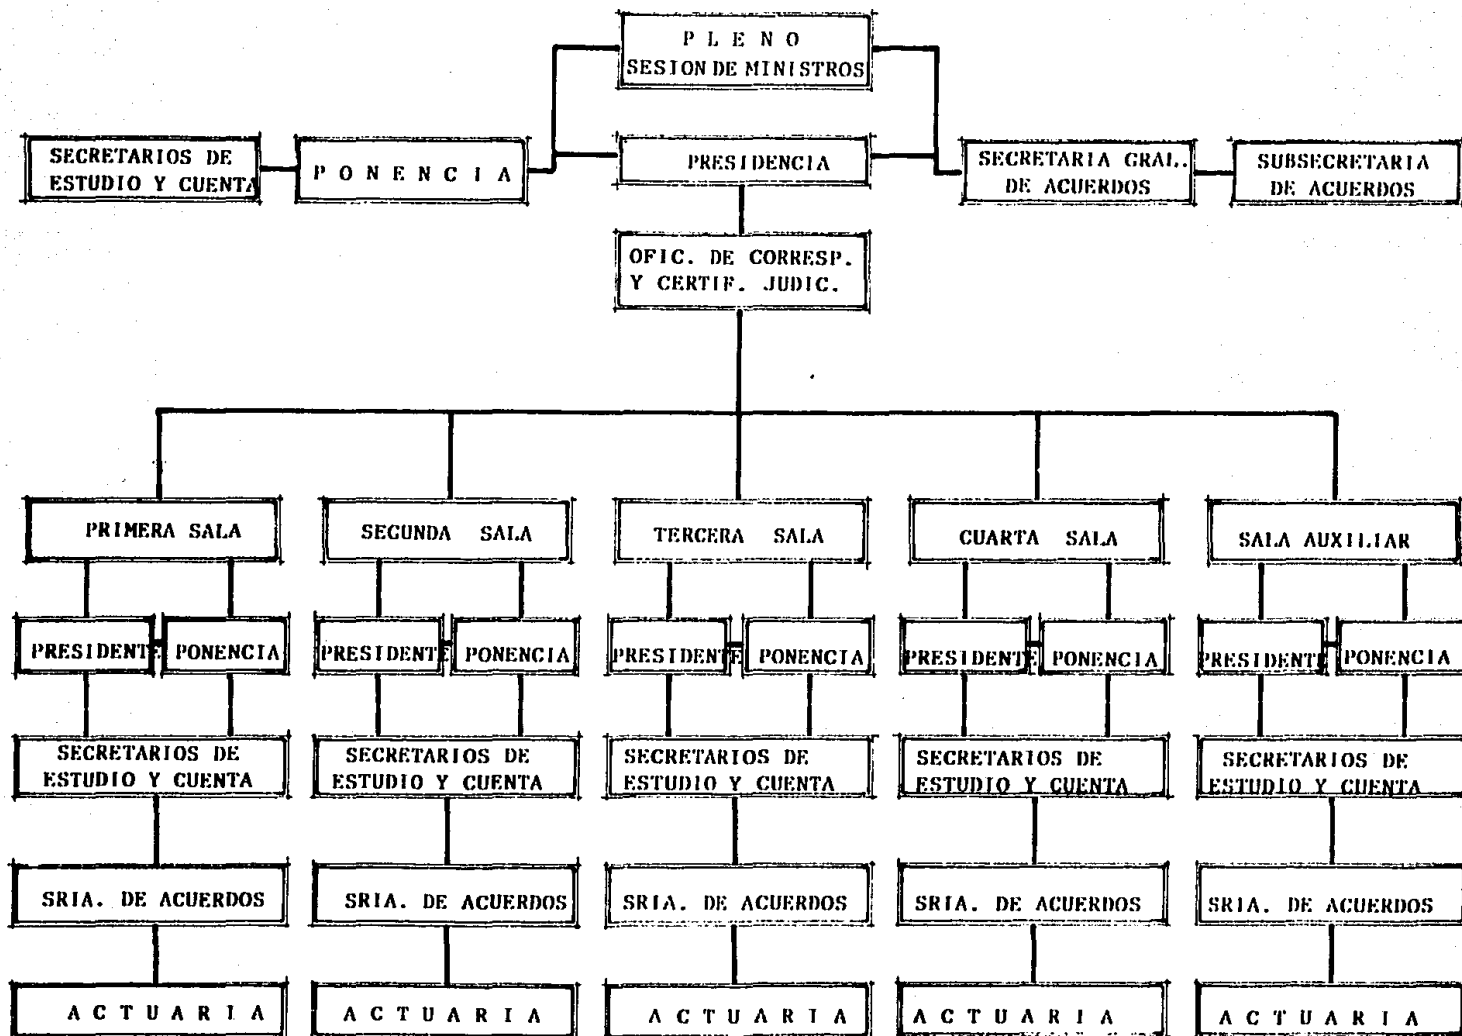 P L E N O
SESION DE MINISTROS
SECRETARIOS DE
ESTUDIO Y CUENTA
P O N E N C I A
PRESIDENCIA
SECRETARIA GRAL.
DE ACUERDOS
SUBSECRETARIA
DE ACUERDOS
OFIC. DE CORRESP.
Y CERTIF. JUDIC.
PRIMERA SALA
SECUNDA SALA
TERCERA SALA
CUARTA SALA
SALA AUXILIAR
PRESIDENTE
PONENCIA
PRESIDENTE
PONENCIA
PRESIDENTE
PONENCIA
PRESIDENTE
PONENCIA
PRESIDENTE
PONENCIA
SECRETARIOS DE
ESTUDIO Y CUENTA
SECRETARIOS DE
ESTUDIO Y CUENTA
SECRETARIOS DE
ESTUDIO Y CUENTA
SECRETARIOS DE
ESTUDIO Y CUENTA
SECRETARIOS DE
ESTUDIO Y CUENTA
SRIA. DE ACUERDOS
SRIA. DE ACUERDOS
SRIA. DE ACUERDOS
SRIA. DE ACUERDOS
SRIA. DE ACUERDOS
A C T U A R I A
A C T U A R I A
A C T U A R I A
A C T U A R I A
A C T U A R I A